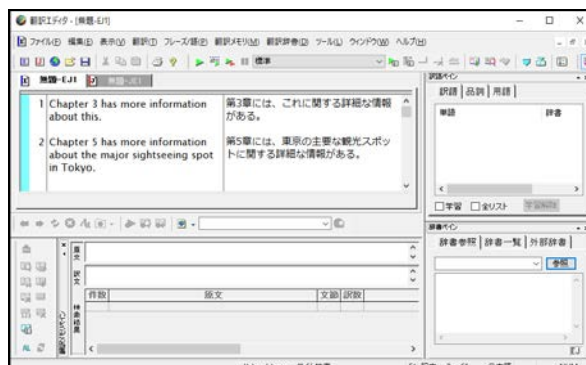 翻訳エディタ - [無題-EJ1]
ファイル(F) 編集(E) 表示(V) 翻訳(T) フレーズ/語(P) 翻訳メモリ(M) 翻訳辞書(D) ツール(L) ウィンドウ(W) ヘルプ(H)
標準
無題-EJ1 無題-JE1
1 Chapter 3 has more information about this.
第3章には、これに関する詳細な情報
がある。
2 Chapter 5 has more information
about the major sightseeing spot
in Tokyo.
第5章には、東京の主要な観光スポッ
トに関する詳細な情報がある。
訳語ペイン
訳語 品詞 用語
単語 辞書
学習 全リスト 学習解除
辞書ペイン
辞書参照 辞書一覧 外部辞書
参照
原文
訳文
検索結果
件数 原文 文節 訳数